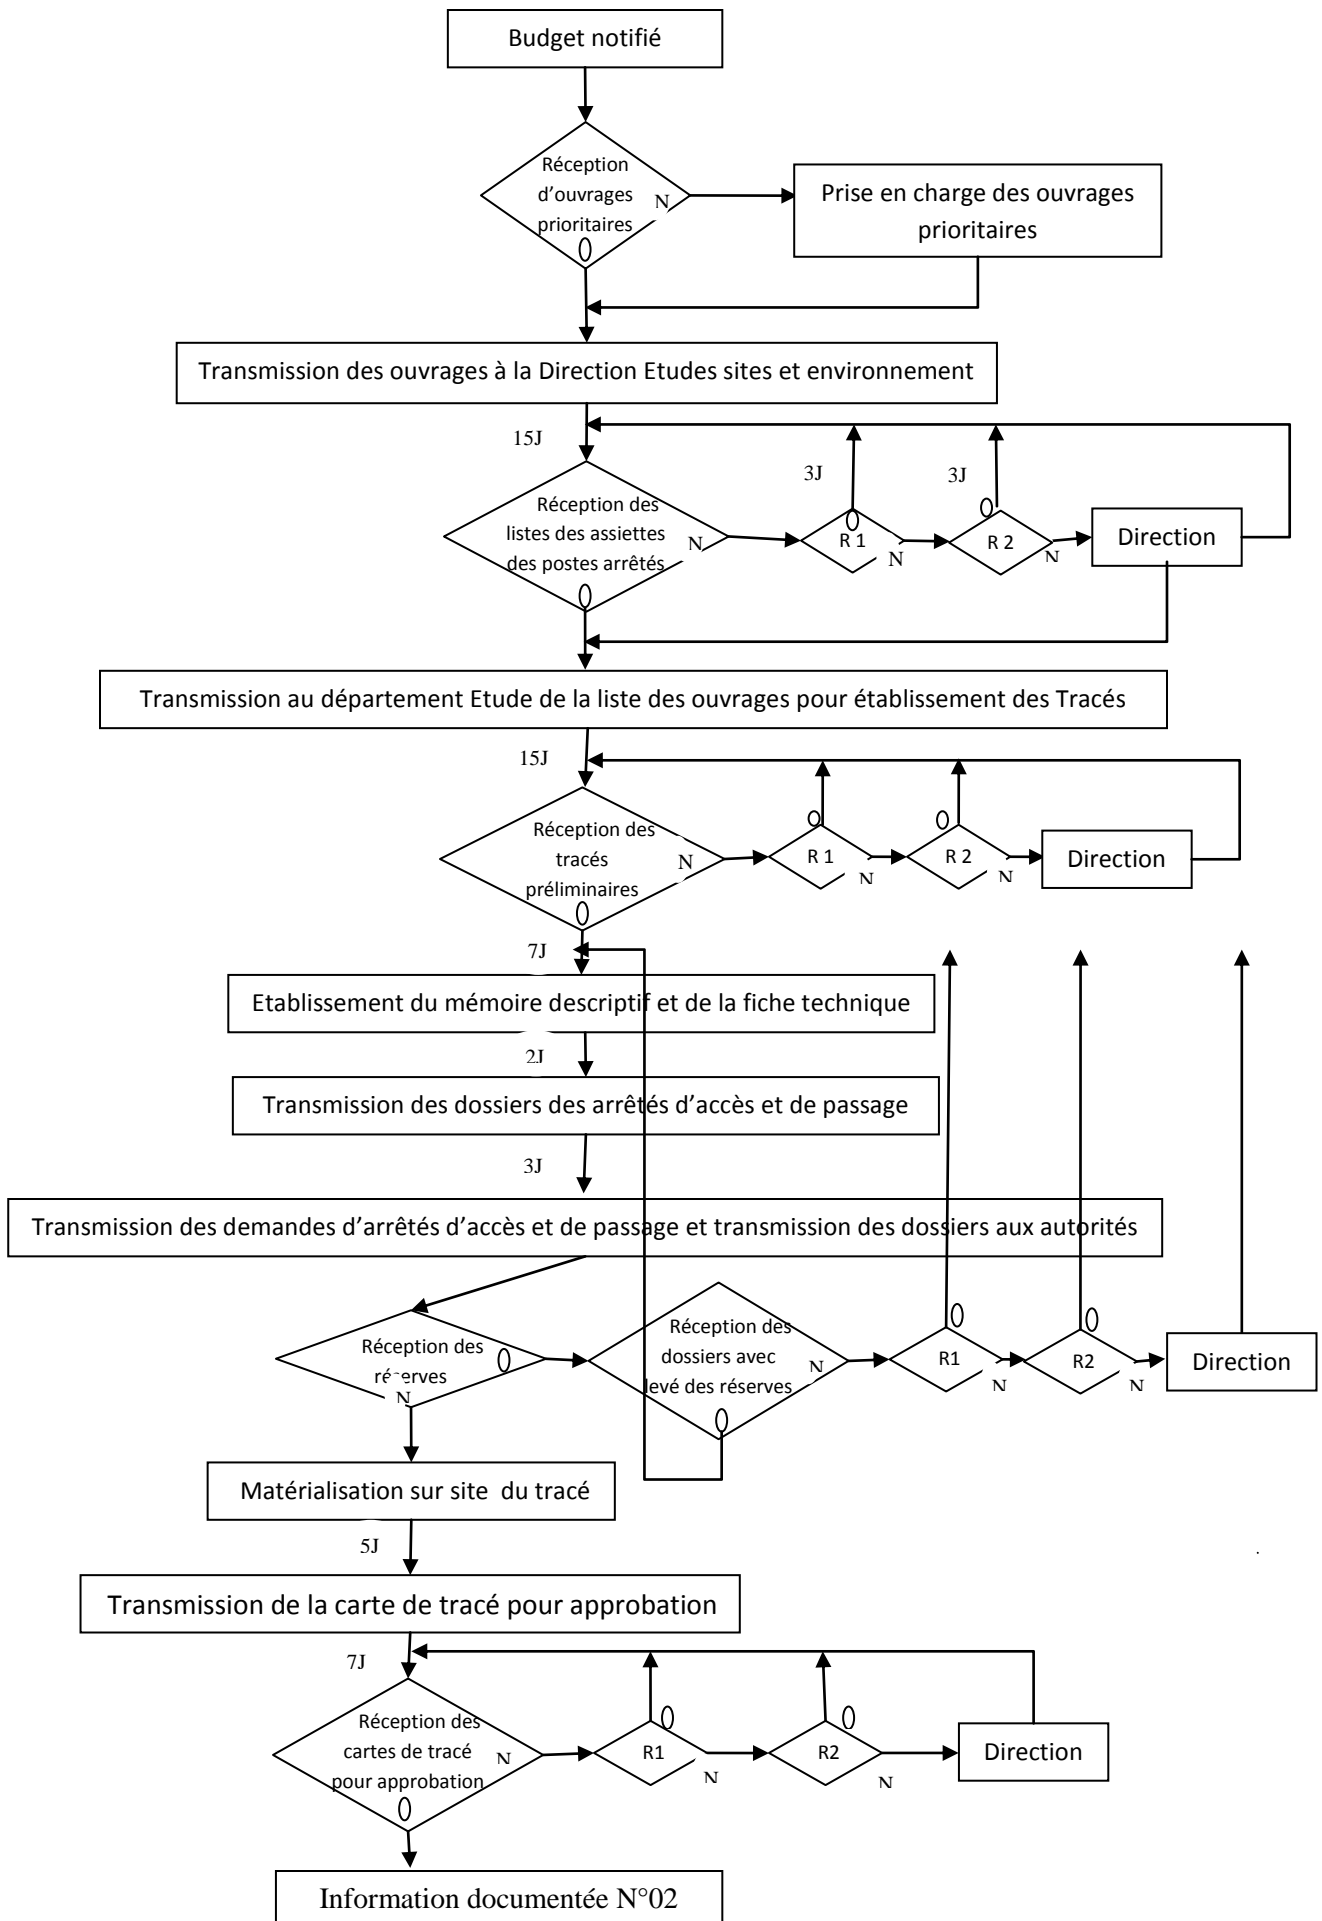 Budget notifié
Réception
d’ouvrages
prioritaires
N
O
Prise en charge des ouvrages
prioritaires
Transmission des ouvrages à la Direction Etudes sites et environnement
15J
3J
3J
Réception des
listes des assiettes
des postes arrêtés
N
O
R 1
O
N
R 2
O
N
Direction
Transmission au département Etude de la liste des ouvrages pour établissement des Tracés
15J
Réception des
tracés
préliminaires
N
O
R 1
O
N
R 2
O
N
Direction
7J
Etablissement du mémoire descriptif et de la fiche technique
2J
Transmission des dossiers des arrêtés d’accès et de passage
3J
Transmission des demandes d’arrêtés d’accès et de passage et transmission des dossiers aux autorités
Réception des
réserves
O
N
Réception des
dossiers avec
levé des réserves
N
O
R1
O
N
R2
O
N
Direction
Matérialisation sur site du tracé
5J
Transmission de la carte de tracé pour approbation
7J
Réception des
cartes de tracé
pour approbation
N
O
R1
O
N
R2
O
N
Direction
Information documentée N°02